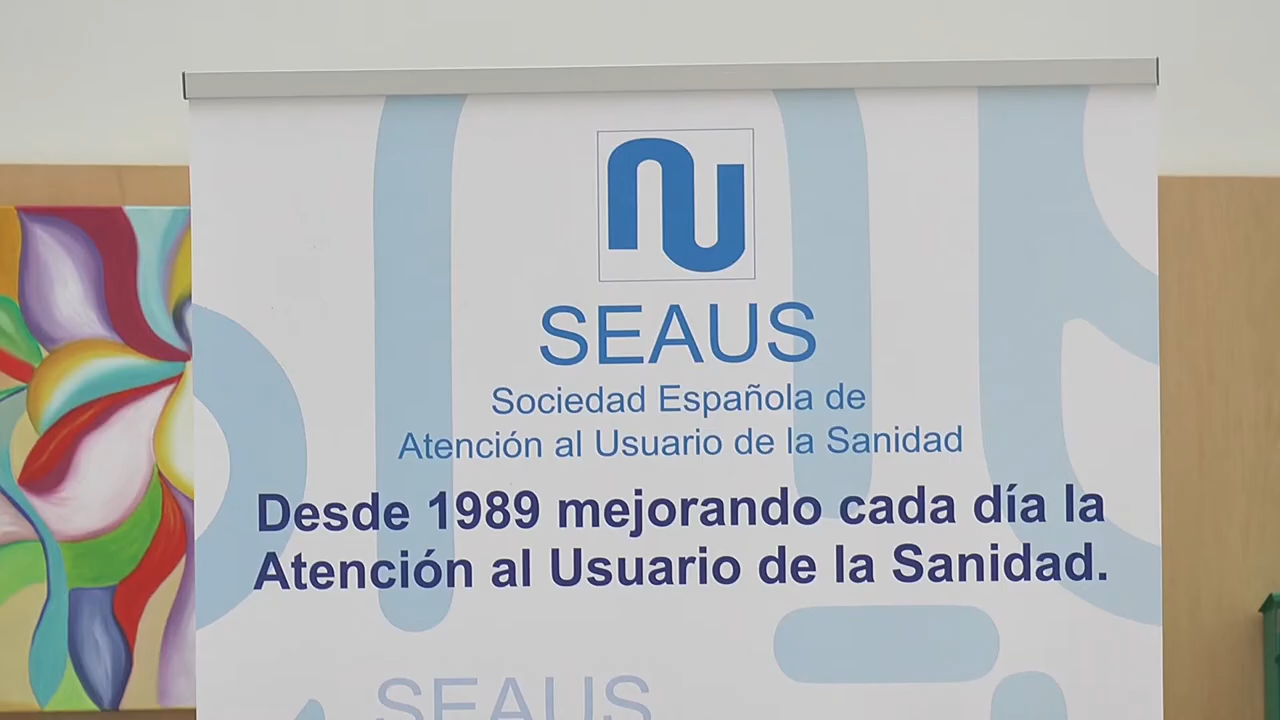 SEAUS
Sociedad Española de
Atención al Usuario de la Sanidad
Desde 1989 mejorando cada día la
Atención al Usuario de la Sanidad.
SEAUS